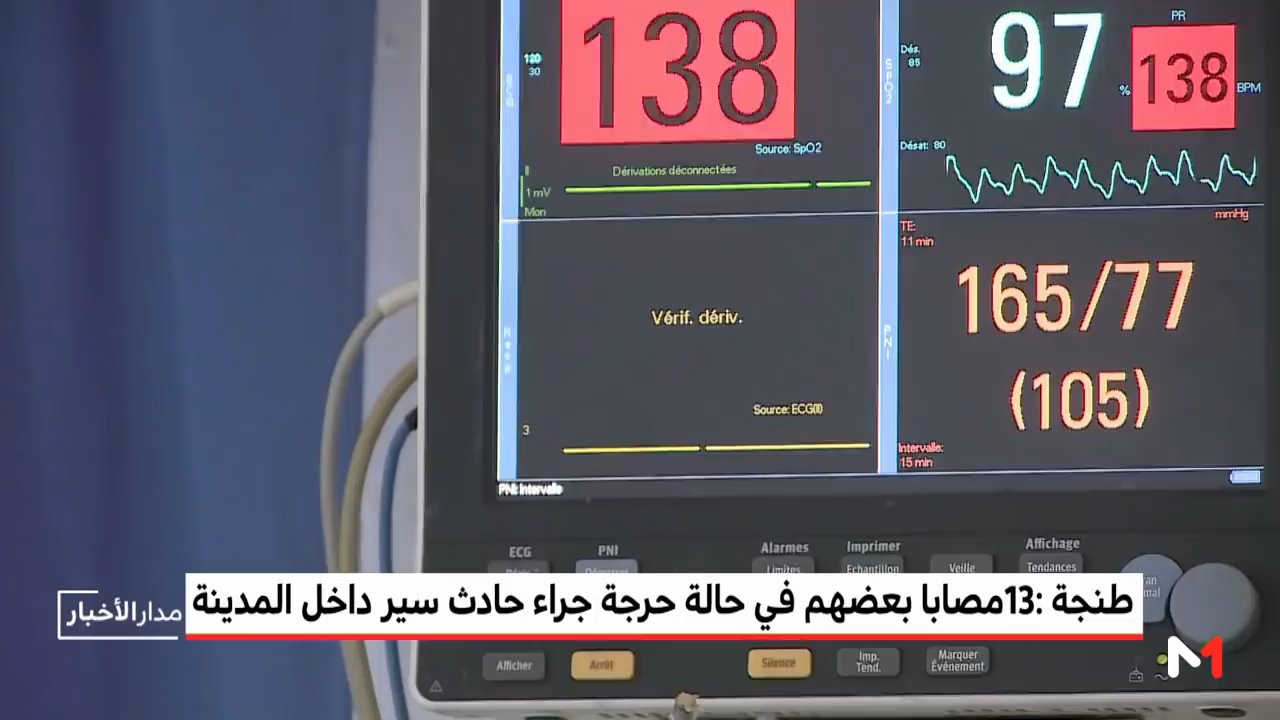 PR
138
97
%
138
BPM
ECG
180
30
SPO2
Dés.
85
Source: SpO2
Désat: 80
Dérivations déconnectées
II
1 mV
Mon
mmHg
TE:
11 min
165/77
Vérif. dériv.
PNI
(105)
Source: ECG(II)
3
Intervalle:
15 min
PNI: Intervalle
ECG
PNI
Alarmes
Imprimer
Affichage
Limites
Echantillon
Veille
Tendances
طنجة :13مصابا بعضهم في حالة حرجة جراء حادث سير داخل المدينة
مدارالأخبار
Afficher
Arrêt
Silence
Imp.
Tend.
Marquer
Événement
M1